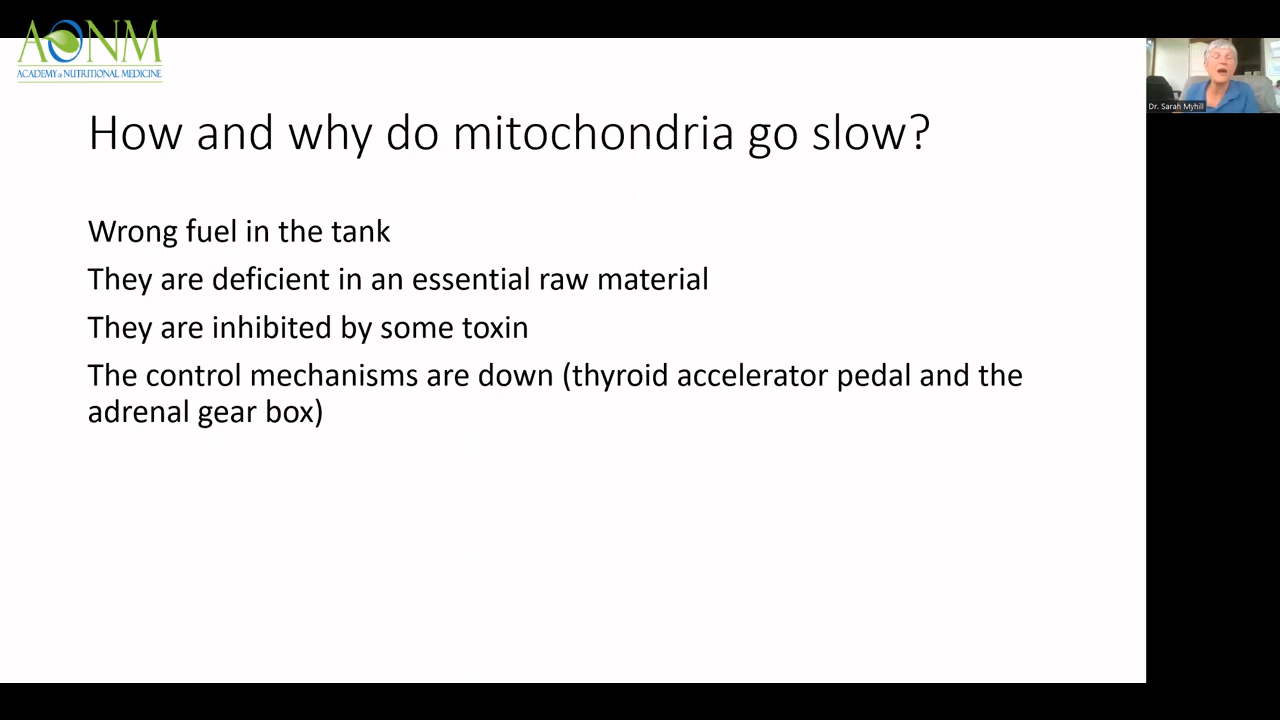 AONM
ACADEMY of NUTRITIONAL MEDICINE
Dr. Sarah Myhill
How and why do mitochondria go slow?
Wrong fuel in the tank
They are deficient in an essential raw material
They are inhibited by some toxin
The control mechanisms are down (thyroid accelerator pedal and the
adrenal gear box)